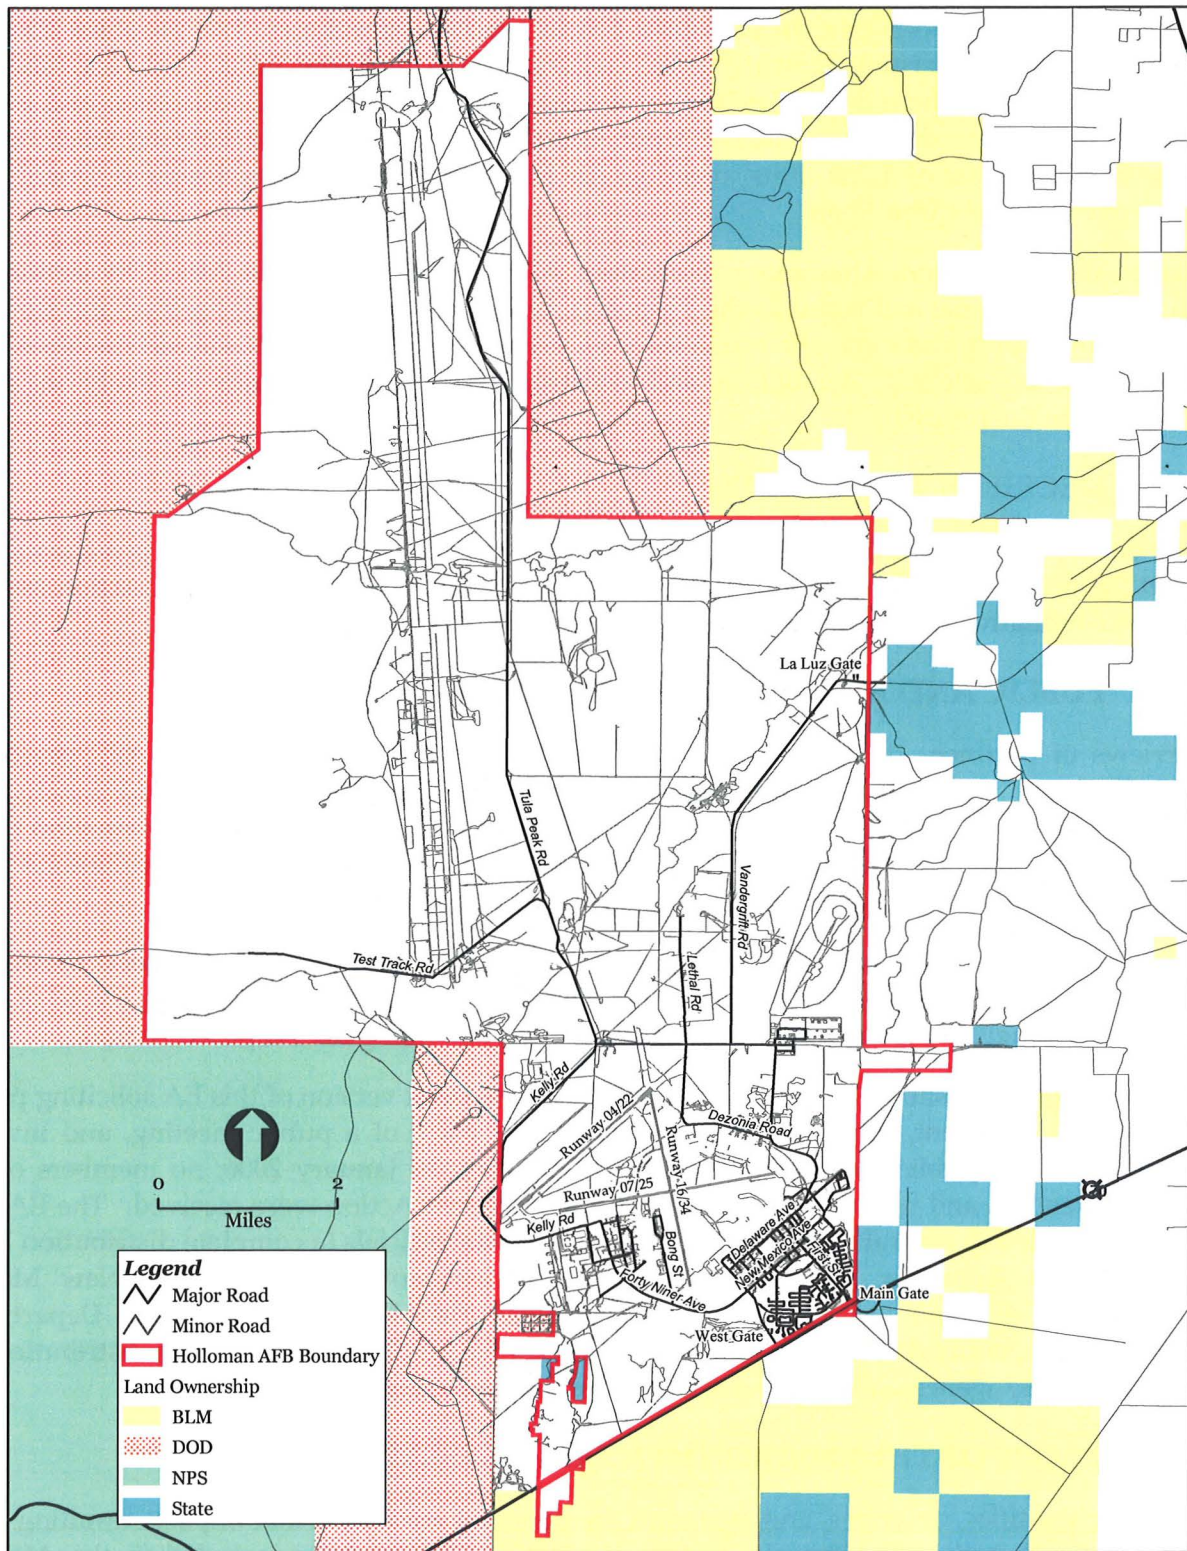 La Luz Gate
Tula Peak Rd
Vandergrift Rd
Test Track Rd
Lethal Rd
Kelly Rd
Runway 04/22
Dezonia Road
Runway 16/34
Runway 07/25
Kelly Rd
Bong St
Delaware Ave
New Mexico Ave
First St
Forty Niner Ave
Main Gate
West Gate
0 2
Miles
Legend
Major Road
Minor Road
Holloman AFB Boundary
Land Ownership
BLM
DOD
NPS
State